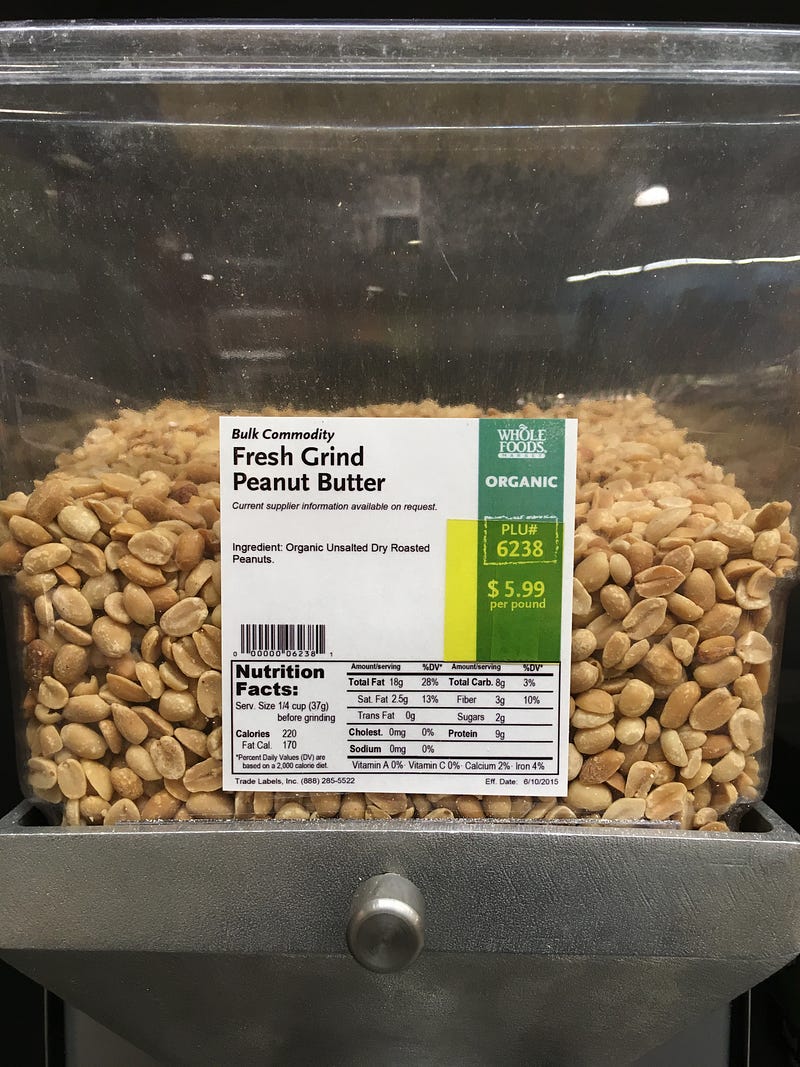 Bulk Commodity
Fresh Grind
Peanut Butter
Current supplier information available on request.
Ingredient: Organic Unsalted Dry Roasted
Peanuts.
WHOLE
FOODS
MARKET
ORGANIC
PLU#
6238
$ 5.99
per pound
0 00000 06238 1
Nutrition
Facts:
Serv. Size 1/4 cup (37g)
before grinding
Calories 220
Fat Cal. 170
*Percent Daily Values (DV) are
based on a 2,000 calorie diet.
Amount/serving %DV* Amount/serving %DV*
Total Fat 18g 28% Total Carb. 8g 3%
Sat. Fat 2.5g 13% Fiber 3g 10%
Trans Fat 0g Sugars 2g
Cholest. 0mg 0% Protein 9g
Sodium 0mg 0%
Vitamin A 0% · Vitamin C 0% · Calcium 2% · Iron 4%
Trade Labels, Inc. (888) 285-5522 Eff. Date: 6/10/2015